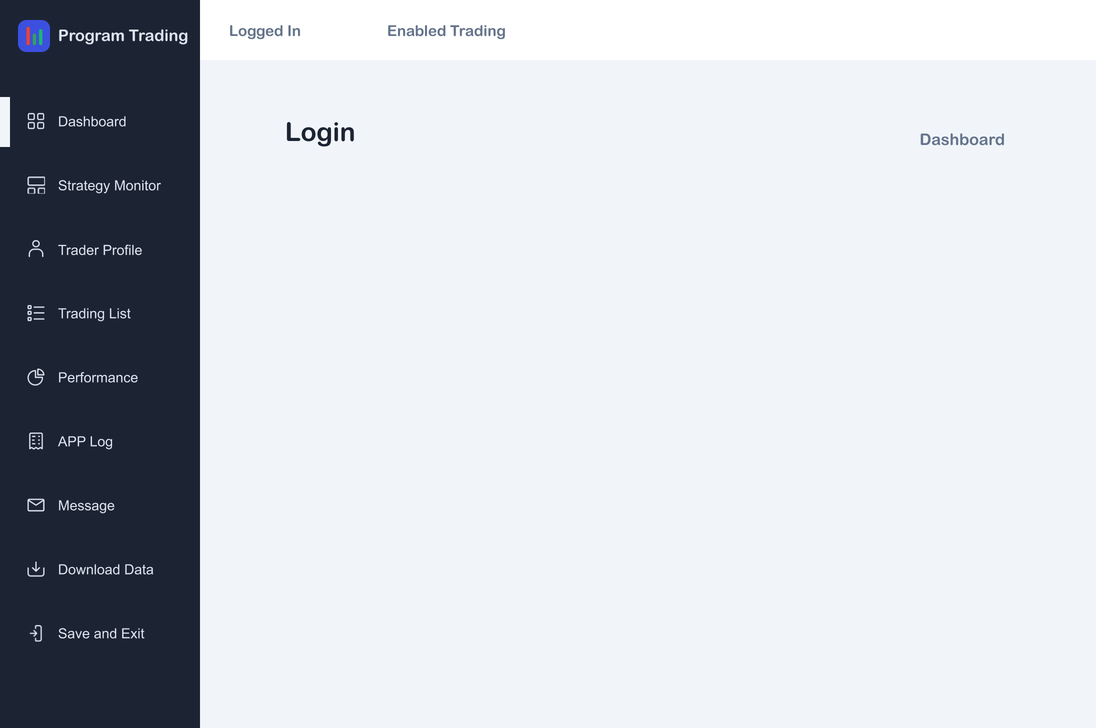 Program Trading
Logged In
Enabled Trading
Login
Dashboard
Dashboard
Strategy Monitor
Trader Profile
Trading List
Performance
APP Log
Message
Download Data
Save and Exit